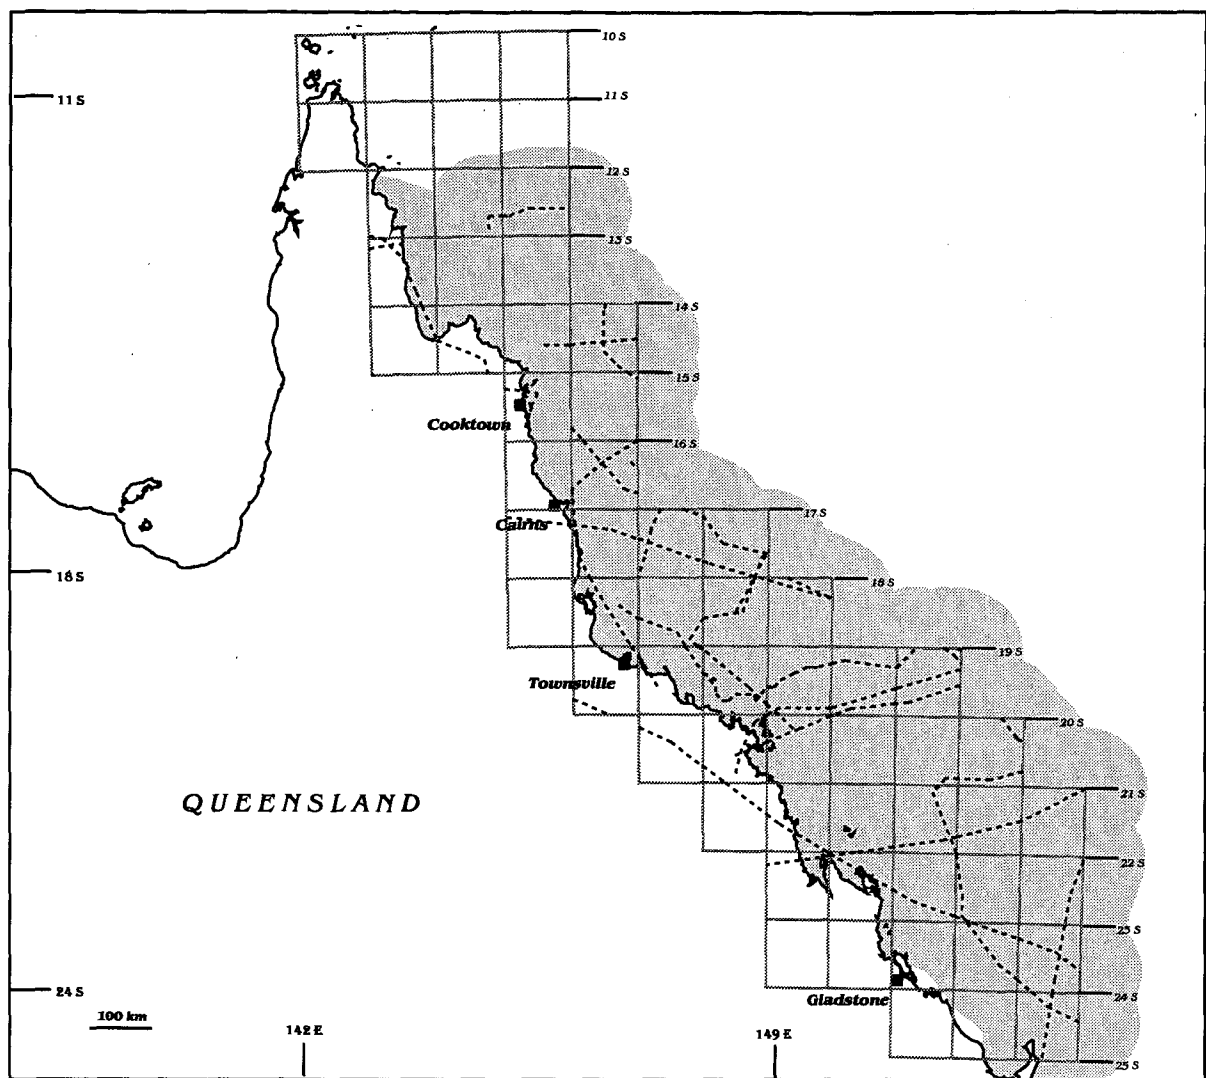 10 S
11 S
11 S
12 S
13 S
14 S
15 S
Cooktown
16 S
Cairns
17 S
18 S
18 S
19 S
Townsville
20 S
QUEENSLAND
21 S
22 S
23 S
24 S
24 S
Gladstone
100 km
142 E
149 E
25 S